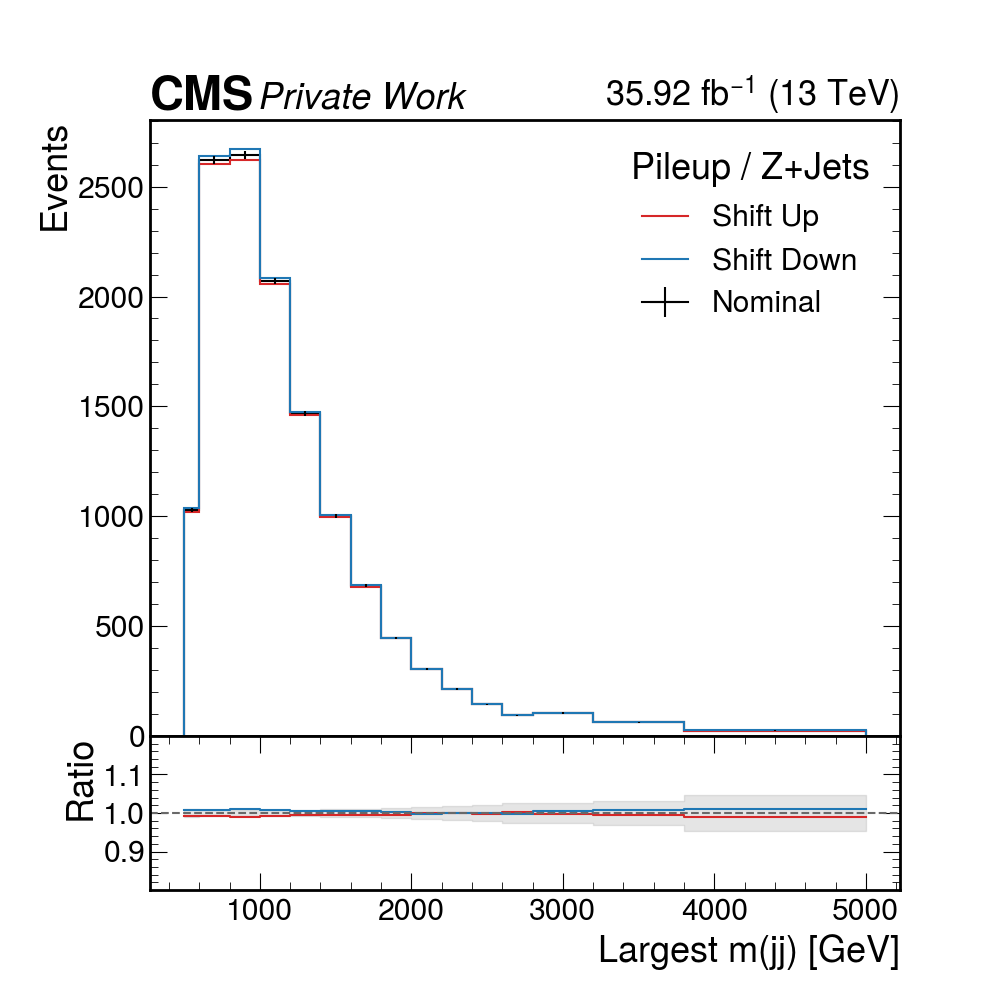 CMS Private Work 35.92 fb⁻¹ (13 TeV)
Events
2500
2000
1500
1000
500
0
Pileup / Z+Jets
Shift Up
Shift Down
Nominal
Ratio
1.1
1.0
0.9
1000 2000 3000 4000 5000
Largest m(jj) [GeV]